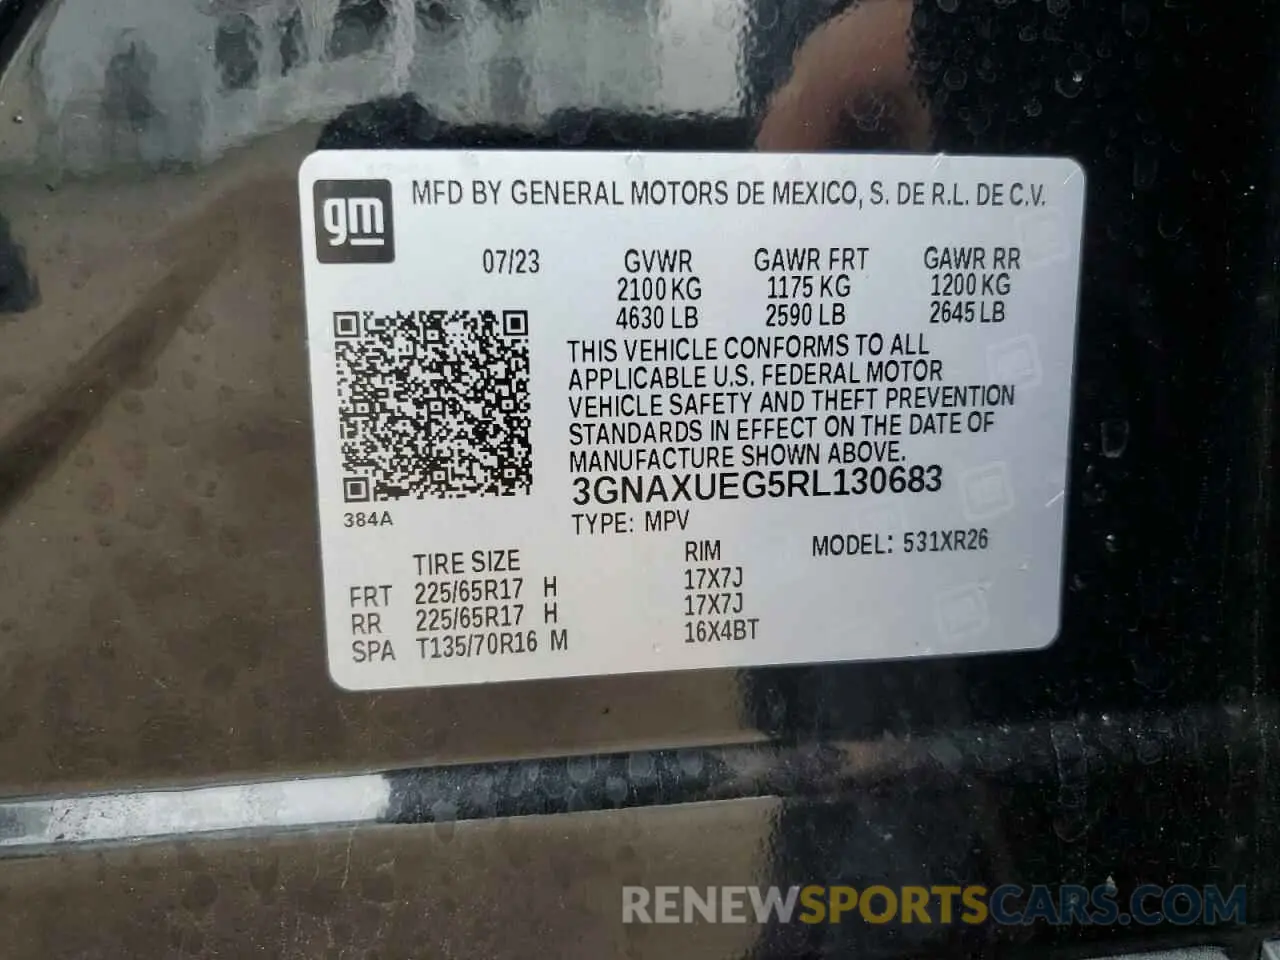 gm
MFD BY GENERAL MOTORS DE MEXICO, S. DE R.L. DE C.V.
07/23 GVWR GAWR FRT GAWR RR
2100 KG 1175 KG 1200 KG
4630 LB 2590 LB 2645 LB
THIS VEHICLE CONFORMS TO ALL
APPLICABLE U.S. FEDERAL MOTOR
VEHICLE SAFETY AND THEFT PREVENTION
STANDARDS IN EFFECT ON THE DATE OF
MANUFACTURE SHOWN ABOVE.
3GNAXUEG5RL130683
384A
TYPE: MPV
MODEL: 531XR26
TIRE SIZE RIM
FRT 225/65R17 H 17X7J
RR 225/65R17 H 17X7J
SPA T135/70R16 M 16X4BT
RENEWSPORTSCARS.COM